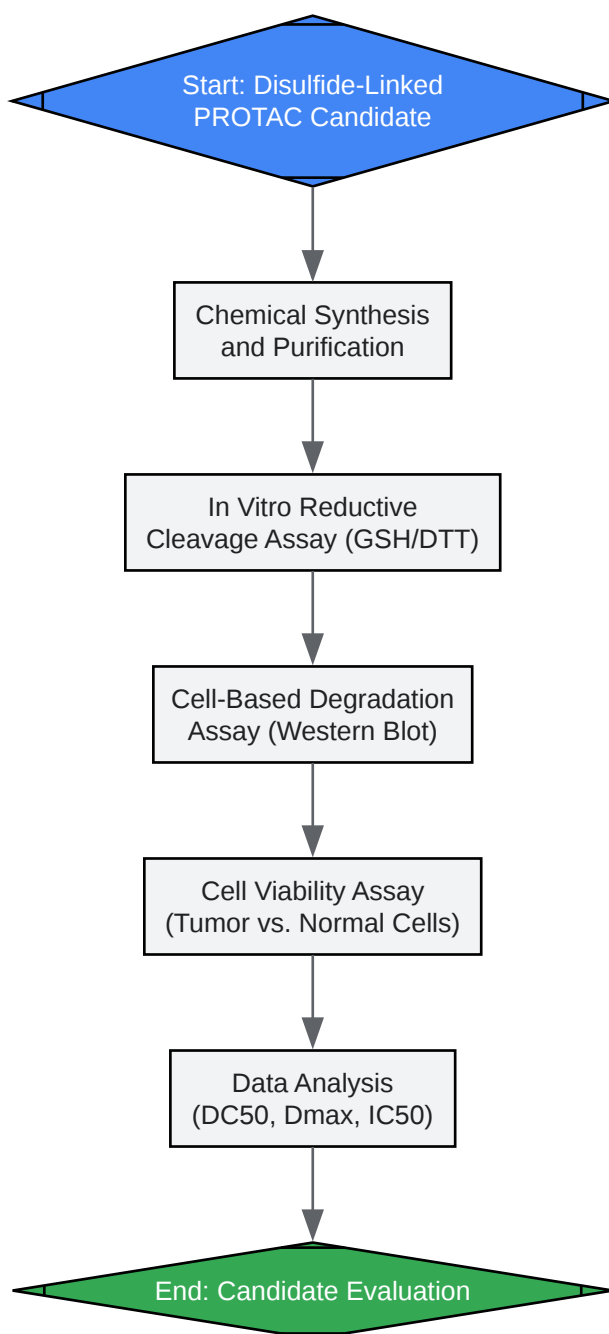 Start: Disulfide-Linked
PROTAC Candidate
Chemical Synthesis
and Purification
In Vitro Reductive
Cleavage Assay (GSH/DTT)
Cell-Based Degradation
Assay (Western Blot)
Cell Viability Assay
(Tumor vs. Normal Cells)
Data Analysis
(DC50, Dmax, IC50)
End: Candidate Evaluation